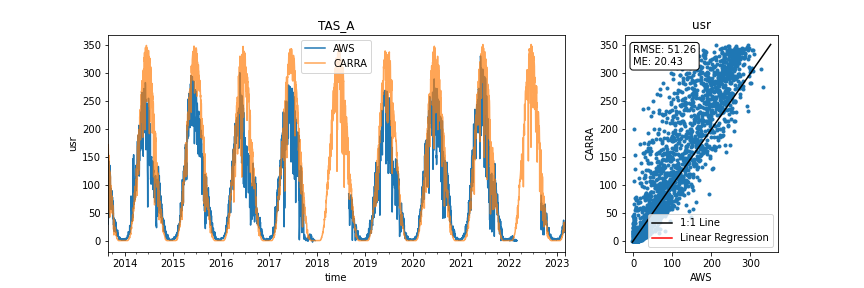 TAS_A
usr
350
300
250
200
150
100
50
0
usr
AWS
CARRA
2014 2015 2016 2017 2018 2019 2020 2021 2022 2023
time
usr
RMSE: 51.26
ME: 20.43
350
300
250
200
150
100
50
0
CARRA
1:1 Line
Linear Regression
0 100 200 300
AWS